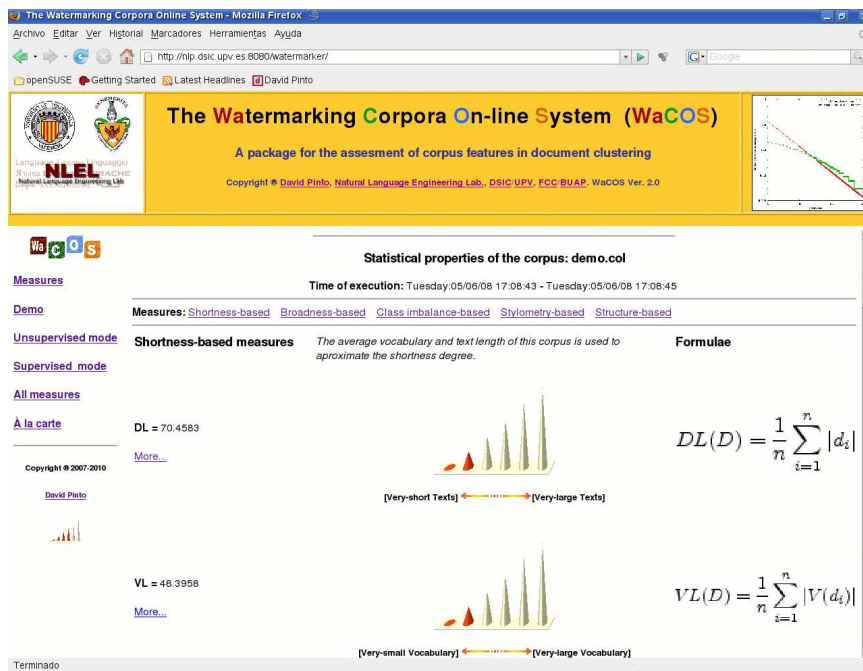 The Watermarking Corpora Online System - Mozilla Firefox
Archivo Editar Ver Historial Marcadores Herramientas Ayuda
http://nlp.dsic.upv.es:8080/watermarker/
Google
openSUSE Getting Started Latest Headlines David Pinto
The Watermarking Corpora On-line System (WaCOS)
A package for the assesment of corpus features in document clustering
Copyright ® David Pinto, Natural Language Engineering Lab., DSIC/UPV, FCC/BUAP. WaCOS Ver. 2.0
NLEL
Natural Language Engineering Lab
WaCOS
Statistical properties of the corpus: demo.col
Time of execution: Tuesday:05/06/08 17:08:43 - Tuesday:05/06/08 17:08:45
Measures
Demo
Unsupervised mode
Supervised mode
All measures
À la carte
Copyright ® 2007-2010
David Pinto
Measures: Shortness-based Broadness-based Class imbalance-based Stylometry-based Structure-based
Shortness-based measures
The average vocabulary and text length of this corpus is used to
aproximate the shortness degree.
Formulae
DL = 70.4583
More...
[Very-short Texts] [Very-large Texts]
DL(D) = \frac{1}{n} \sum_{i=1}^{n} |d_i|
VL = 48.3958
More...
[Very-small Vocabulary] [Very-large Vocabulary]
VL(D) = \frac{1}{n} \sum_{i=1}^{n} |V(d_i)|
Terminado